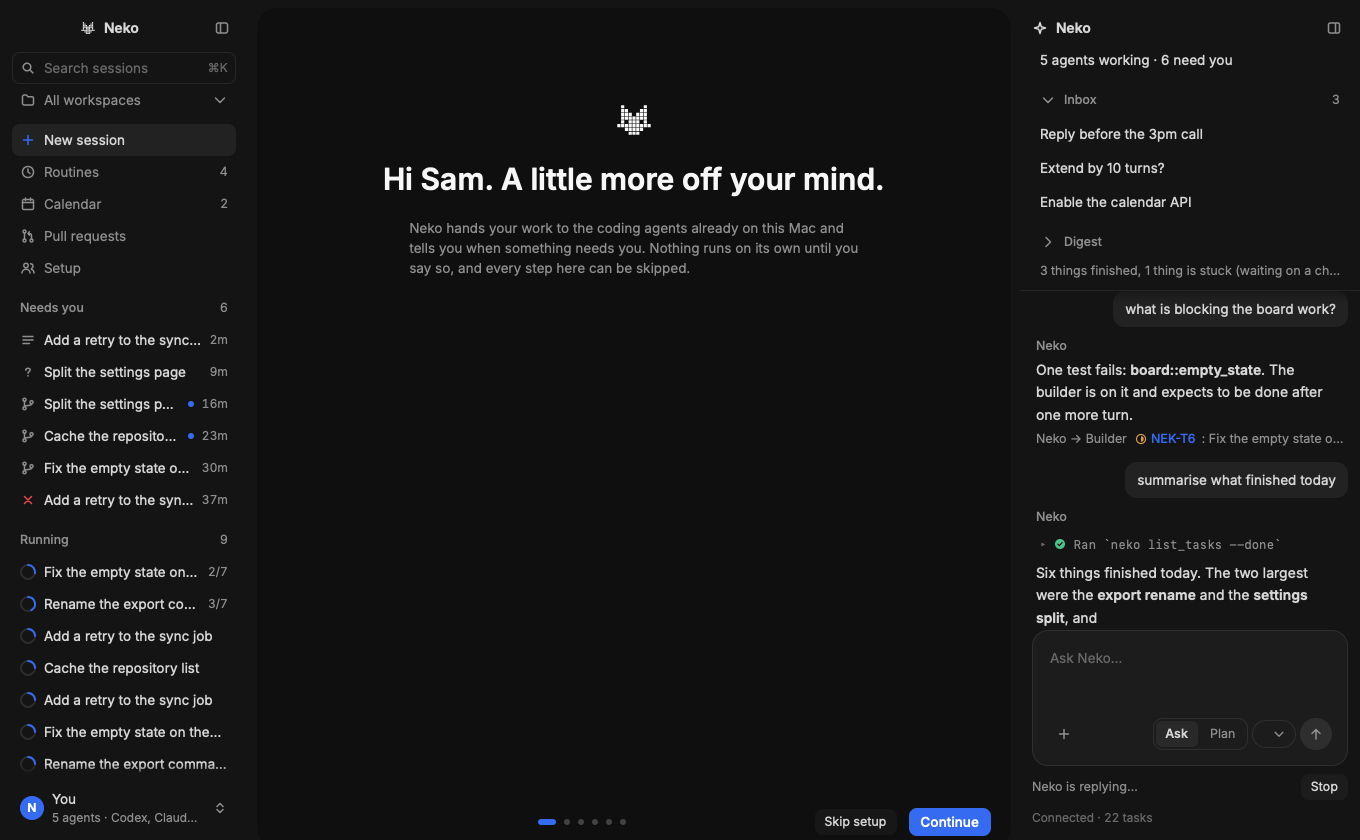 Neko
Search sessions ⌘K
All workspaces
New session
Routines 4
Calendar 2
Pull requests
Setup
Needs you 6
Add a retry to the sync... 2m
? Split the settings page 9m
Split the settings p... 16m
Cache the reposito... 23m
Fix the empty state o... 30m
Add a retry to the syn... 37m
Running 9
Fix the empty state on... 2/7
Rename the export co... 3/7
Add a retry to the sync job
Cache the repository list
Add a retry to the sync job
Fix the empty state on the...
Rename the export comma...
N
You
5 agents · Codex, Claud...
Hi Sam. A little more off your mind.
Neko hands your work to the coding agents already on this Mac and
tells you when something needs you. Nothing runs on its own until you
say so, and every step here can be skipped.
Skip setup
Continue
Neko
5 agents working · 6 need you
Inbox 3
Reply before the 3pm call
Extend by 10 turns?
Enable the calendar API
Digest
3 things finished, 1 thing is stuck (waiting on a ch...
what is blocking the board work?
Neko
One test fails: board::empty_state. The
builder is on it and expects to be done after
one more turn.
Neko → Builder NEK-T6 : Fix the empty state o...
summarise what finished today
Neko
Ran `neko list_tasks --done`
Six things finished today. The two largest
were the export rename and the settings
split, and
Ask Neko...
Ask Plan
Neko is replying... Stop
Connected · 22 tasks